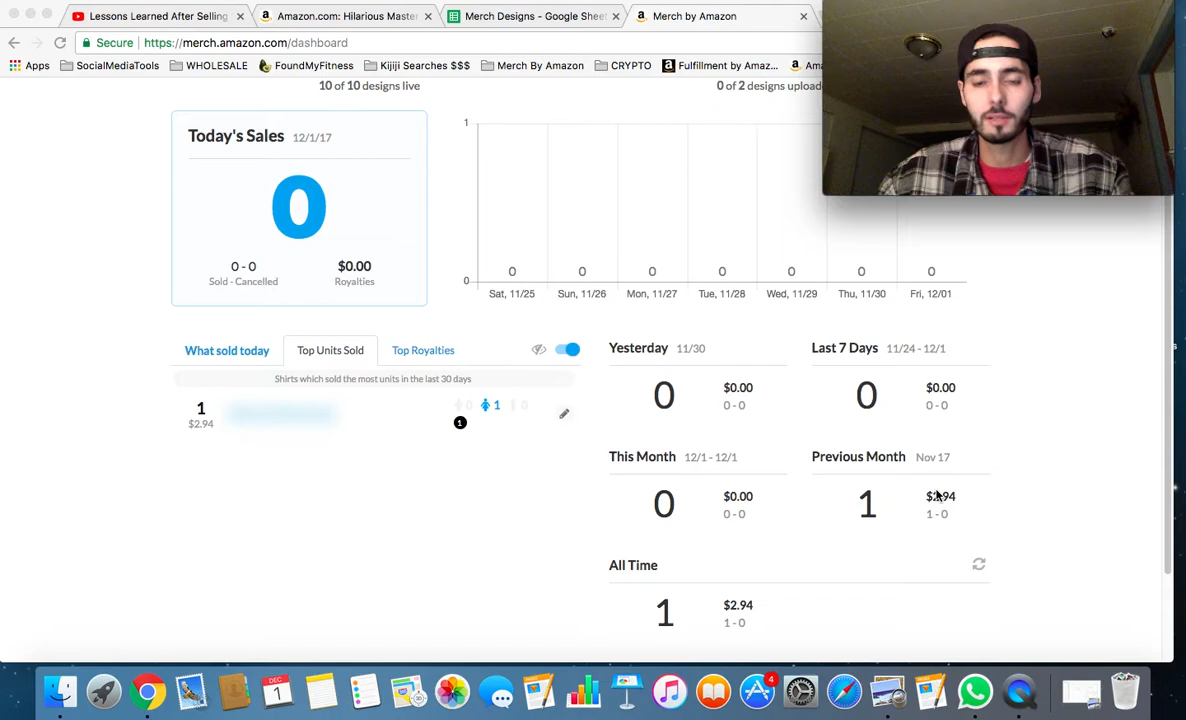 Lessons Learned After Selling
Amazon.com: Hilarious Master
Merch Designs - Google Sheet
Merch by Amazon
Secure
https://merch.amazon.com/dashboard
Apps
SocialMediaTools
WHOLESALE
FoundMyFitness
Kijiji Searches $$$
Merch By Amazon
CRYPTO
Fulfillment by Amaz...
10 of 10 designs live
0 of 2 designs
Today's Sales 12/1/17
0
0 - 0
Sold - Cancelled
$0.00
Royalties
1
0
0 0 0 0 0 0 0
Sat, 11/25 Sun, 11/26 Mon, 11/27 Tue, 11/28 Wed, 11/29 Thu, 11/30 Fri, 12/01
What sold today
Top Units Sold
Top Royalties
Shirts which sold the most units in the last 30 days
1
$2.94
0 1 0
1
Yesterday 11/30
0
$0.00
0 - 0
Last 7 Days 11/24 - 12/1
0
$0.00
0 - 0
This Month 12/1 - 12/1
0
$0.00
0 - 0
Previous Month Nov 17
1
$2.94
1 - 0
All Time
1
$2.94
1 - 0
DEC
1
4